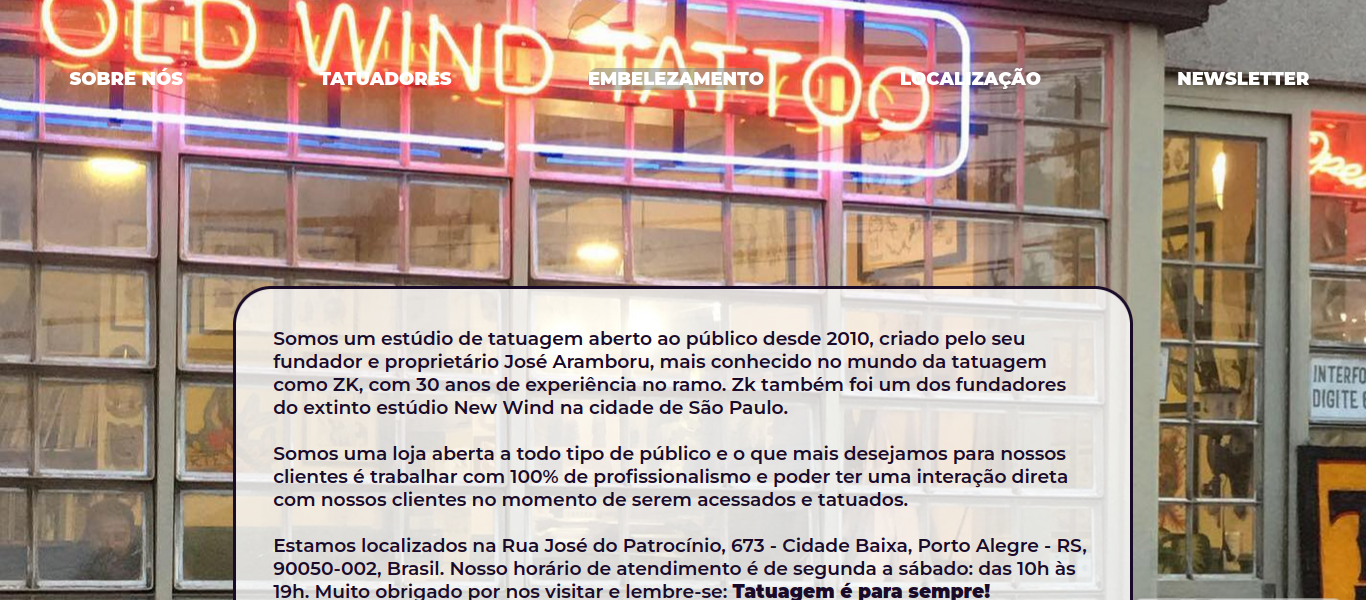 OLD WIND TATTOO
SOBRE NÓS
TATUADORES
EMBELEZAMENTO
LOCALIZAÇÃO
NEWSLETTER
Open
INTERFO
DIGITE
Somos um estúdio de tatuagem aberto ao público desde 2010, criado pelo seu
fundador e proprietário José Aramboru, mais conhecido no mundo da tatuagem
como ZK, com 30 anos de experiência no ramo. Zk também foi um dos fundadores
do extinto estúdio New Wind na cidade de São Paulo.
Somos uma loja aberta a todo tipo de público e o que mais desejamos para nossos
clientes é trabalhar com 100% de profissionalismo e poder ter uma interação direta
com nossos clientes no momento de serem acessados e tatuados.
Estamos localizados na Rua José do Patrocínio, 673 - Cidade Baixa, Porto Alegre - RS,
90050-002, Brasil. Nosso horário de atendimento é de segunda a sábado: das 10h às
19h. Muito obrigado por nos visitar e lembre-se: Tatuagem é para sempre!